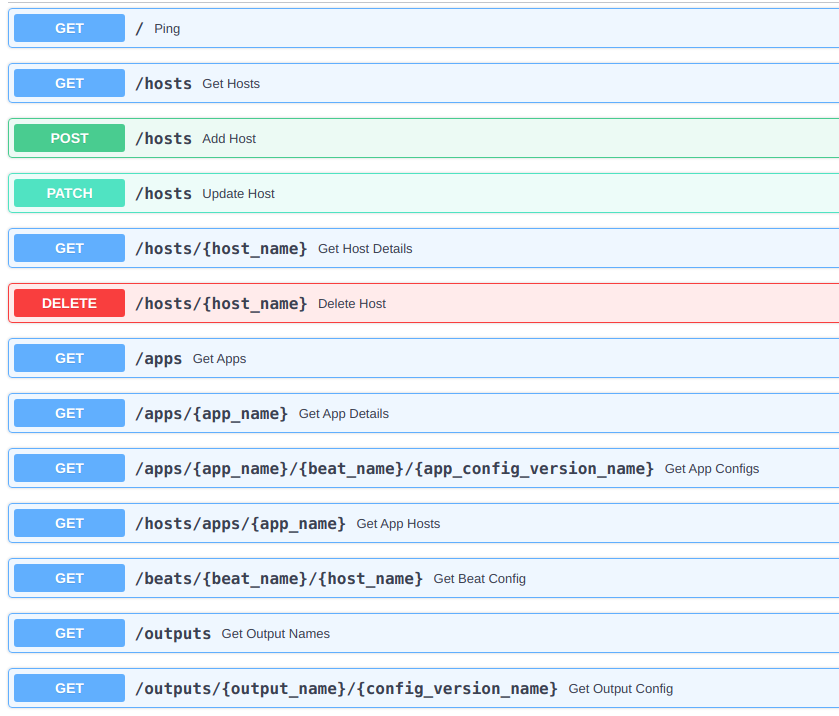 GET / Ping
GET /hosts Get Hosts
POST /hosts Add Host
PATCH /hosts Update Host
GET /hosts/{host_name} Get Host Details
DELETE /hosts/{host_name} Delete Host
GET /apps Get Apps
GET /apps/{app_name} Get App Details
GET /apps/{app_name}/{beat_name}/{app_config_version_name} Get App Configs
GET /hosts/apps/{app_name} Get App Hosts
GET /beats/{beat_name}/{host_name} Get Beat Config
GET /outputs Get Output Names
GET /outputs/{output_name}/{config_version_name} Get Output Config